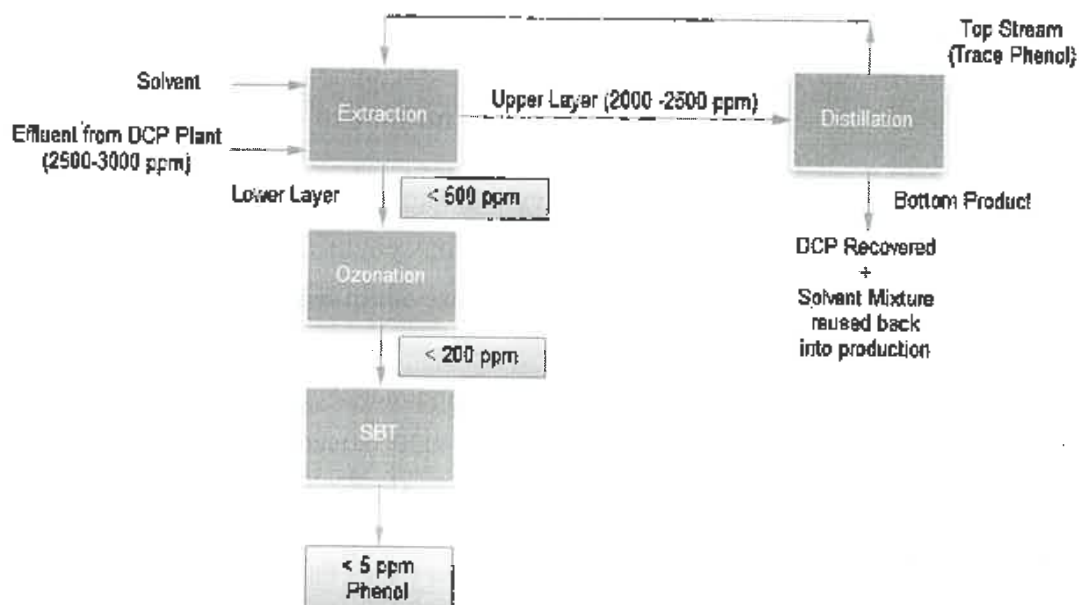 Top Stream
(Trace Phenol)
Solvent
Extraction
Upper Layer (2000 -2500 ppm)
Distillation
Effluent from DCP Plant
(2500-3000 ppm)
Lower Layer
< 500 ppm
Bottom Product
Ozonation
DCP Recovered
+
Solvent Mixture
reused back
into production
< 200 ppm
SBT
< 5 ppm
Phenol